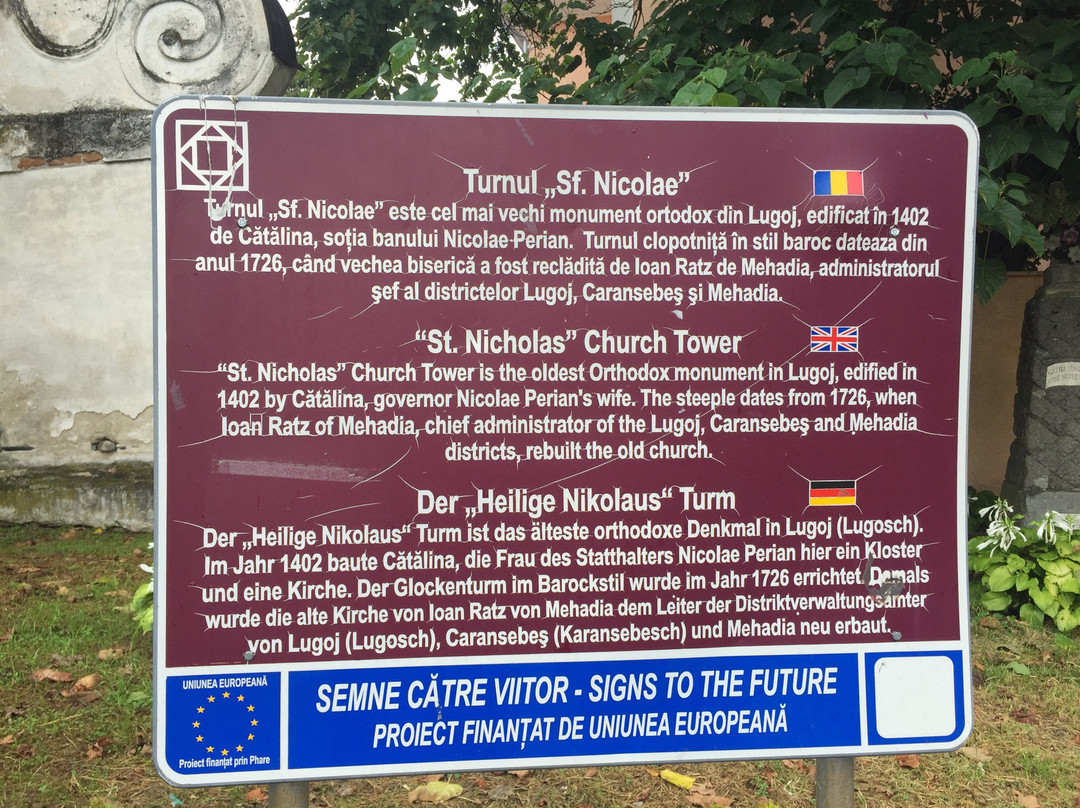 Turnul „Sf. Nicolae”
Turnul „Sf. Nicolae” este cel mai vechi monument ortodox din Lugoj, edificat în 1402
de Cătălina, soția banului Nicolae Perian. Turnul clopotniță în stil baroc datează din
anul 1726, când vechea biserică a fost reclădită de Ioan Ratz de Mehadia, administratorul
şef al districtelor Lugoj, Caransebeş şi Mehadia.
“St. Nicholas” Church Tower
“St. Nicholas” Church Tower is the oldest Orthodox monument in Lugoj, edified in
1402 by Cătălina, governor Nicolae Perian's wife. The steeple dates from 1726, when
Ioan Ratz of Mehadia, chief administrator of the Lugoj, Caransebeş and Mehadia
districts, rebuilt the old church.
Der „Heilige Nikolaus“ Turm
Der „Heilige Nikolaus“ Turm ist das älteste orthodoxe Denkmal in Lugoj (Lugosch).
Im Jahr 1402 baute Cătălina, die Frau des Statthalters Nicolae Perian hier ein Kloster
und eine Kirche. Der Glockenturm im Barockstil wurde im Jahr 1726 errichtet. Damals
wurde die alte Kirche von Ioan Ratz von Mehadia dem Leiter der Distriktverwaltungsämter
von Lugoj (Lugosch), Caransebeş (Karansebesch) und Mehadia neu erbaut.
UNIUNEA EUROPEANĂ
Proiect finanțat prin Phare
SEMNE CĂTRE VIITOR - SIGNS TO THE FUTURE
PROIECT FINANȚAT DE UNIUNEA EUROPEANĂ